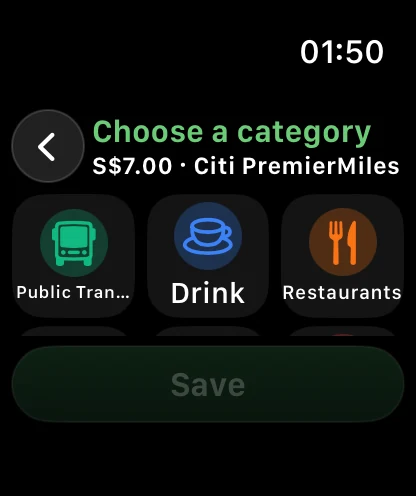 01:50
Choose a category
S$7.00 · Citi PremierMiles
Public Tran...
Drink
Restaurants
Save